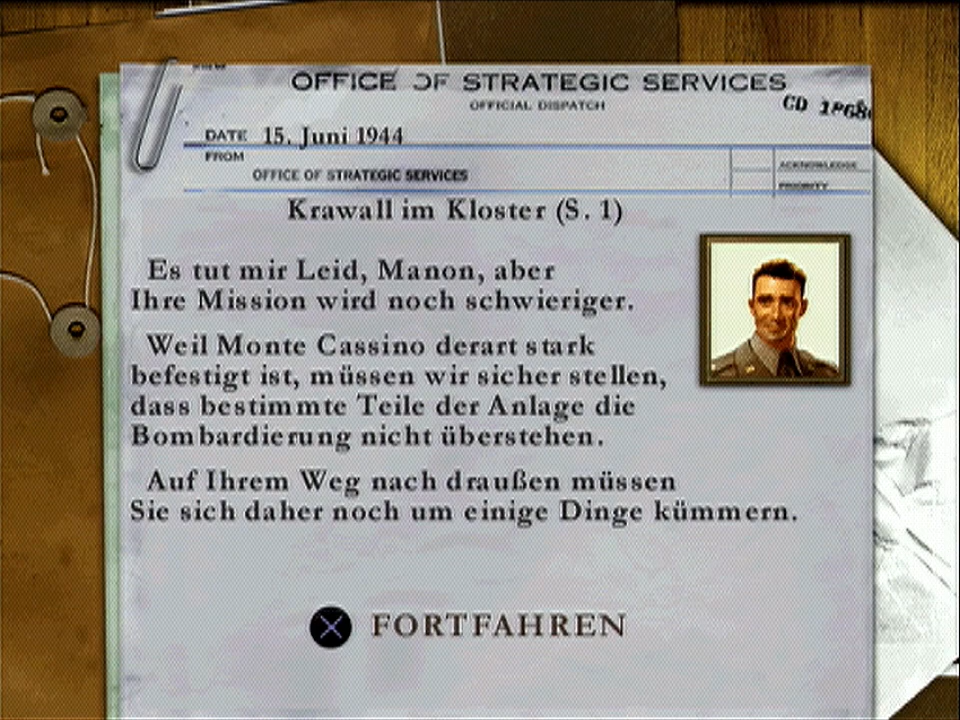 OFFICE OF STRATEGIC SERVICES
OFFICIAL DISPATCH
DATE 15. Juni 1944
FROM
OFFICE OF STRATEGIC SERVICES
ACKNOWLEDGE
PRIORITY
Krawall im Kloster (S. 1)
Es tut mir Leid, Manon, aber
Ihre Mission wird noch schwieriger.
Weil Monte Cassino derart stark
befestigt ist, müssen wir sicher stellen,
dass bestimmte Teile der Anlage die
Bombardierung nicht überstehen.
Auf Ihrem Weg nach draußen müssen
Sie sich daher noch um einige Dinge kümmern.
FORTFAHREN